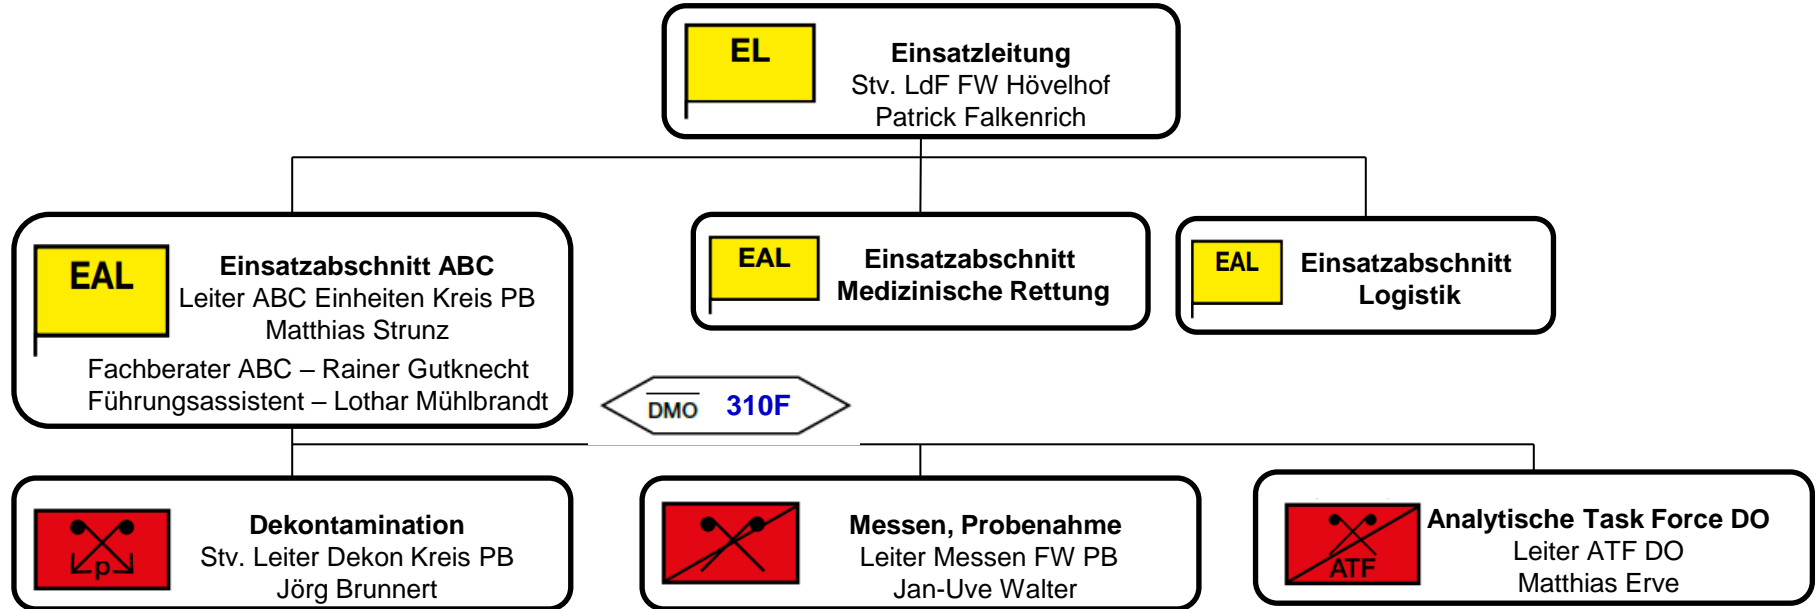 EL
Einsatzleitung
Stv. LdF FW Hövelhof
Patrick Falkenrich
EAL
Einsatzabschnitt ABC
Leiter ABC Einheiten Kreis PB
Matthias Strunz
Fachberater ABC – Rainer Gutknecht
Führungsassistent – Lothar Mühlbrandt
EAL
Einsatzabschnitt
Medizinische Rettung
EAL
Einsatzabschnitt
Logistik
DMO 310F
p
Dekontamination
Stv. Leiter Dekon Kreis PB
Jörg Brunnert
Messen, Probenahme
Leiter Messen FW PB
Jan-Uve Walter
ATF
Analytische Task Force DO
Leiter ATF DO
Matthias Erve